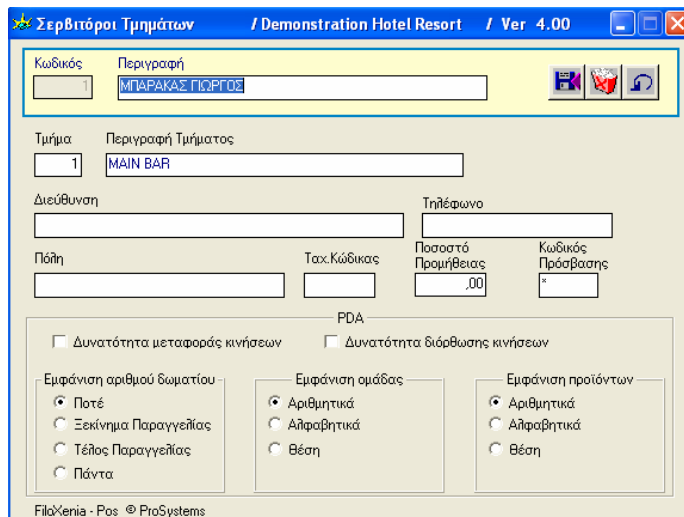 Σερβιτόροι Τμημάτων / Demonstration Hotel Resort / Ver 4.00
Κωδικός Περιγραφή
1 ΜΠΑΡΑΚΑΣ ΓΙΩΡΓΟΣ
Τμήμα Περιγραφή Τμήματος
1 MAIN BAR
Διεύθυνση Τηλέφωνο
Πόλη Ταχ.Κώδικας Ποσοστό Προμήθειας Κωδικός Πρόσβασης
,00 *
PDA
Δυνατότητα μεταφοράς κινήσεων Δυνατότητα διόρθωσης κινήσεων
Εμφάνιση αριθμού δωματίου Εμφάνιση ομάδας Εμφάνιση προϊόντων
Ποτέ Αριθμητικά Αριθμητικά
Ξεκίνημα Παραγγελίας Αλφαβητικά Αλφαβητικά
Τέλος Παραγγελίας Θέση Θέση
Πάντα
FiloXenia - Pos © ProSystems